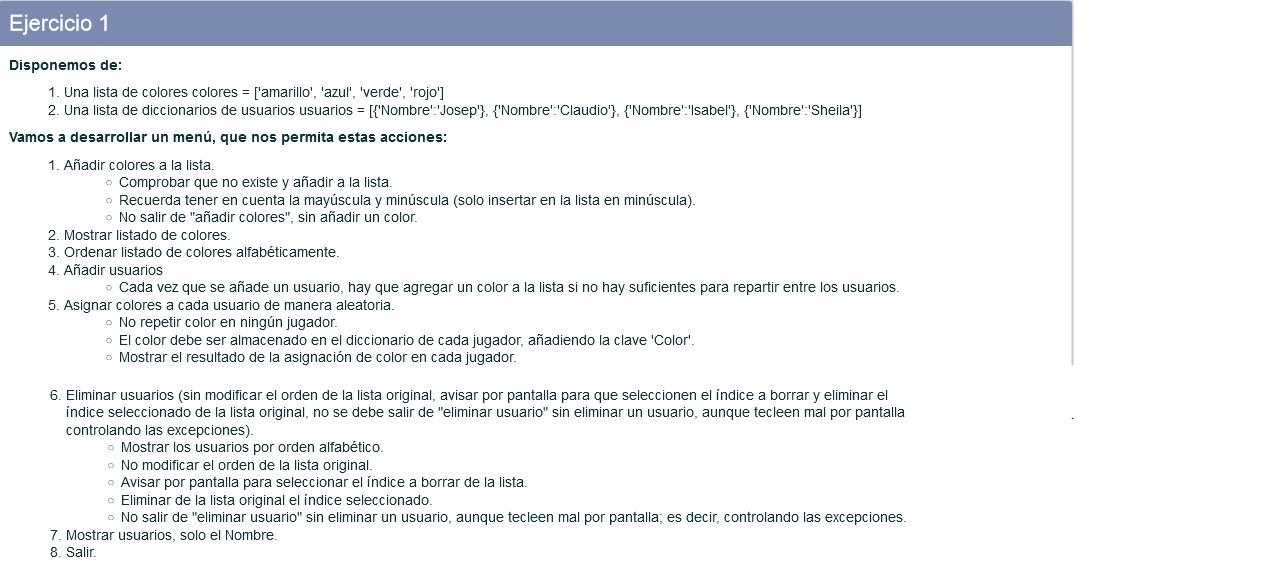 Ejercicio 1
Disponemos de:
1. Una lista de colores colores = ['amarillo', 'azul', 'verde', 'rojo']
2. Una lista de diccionarios de usuarios usuarios = [{'Nombre':'Josep'}, {'Nombre':'Claudio'}, {'Nombre':'Isabel'}, {'Nombre':'Sheila'}]
Vamos a desarrollar un menú, que nos permita estas acciones:
1. Añadir colores a la lista.
○ Comprobar que no existe y añadir a la lista.
○ Recuerda tener en cuenta la mayúscula y minúscula (solo insertar en la lista en minúscula).
○ No salir de "añadir colores", sin añadir un color.
2. Mostrar listado de colores.
3. Ordenar listado de colores alfabéticamente.
4. Añadir usuarios
○ Cada vez que se añade un usuario, hay que agregar un color a la lista si no hay suficientes para repartir entre los usuarios.
5. Asignar colores a cada usuario de manera aleatoria.
○ No repetir color en ningún jugador.
○ El color debe ser almacenado en el diccionario de cada jugador, añadiendo la clave 'Color'.
○ Mostrar el resultado de la asignación de color en cada jugador.
6. Eliminar usuarios (sin modificar el orden de la lista original, avisar por pantalla para que seleccionen el índice a borrar y eliminar el
índice seleccionado de la lista original, no se debe salir de "eliminar usuario" sin eliminar un usuario, aunque tecleen mal por pantalla
controlando las excepciones).
○ Mostrar los usuarios por orden alfabético.
○ No modificar el orden de la lista original.
○ Avisar por pantalla para seleccionar el índice a borrar de la lista.
○ Eliminar de la lista original el índice seleccionado.
○ No salir de "eliminar usuario" sin eliminar un usuario, aunque tecleen mal por pantalla; es decir, controlando las excepciones.
7. Mostrar usuarios, solo el Nombre.
8. Salir.